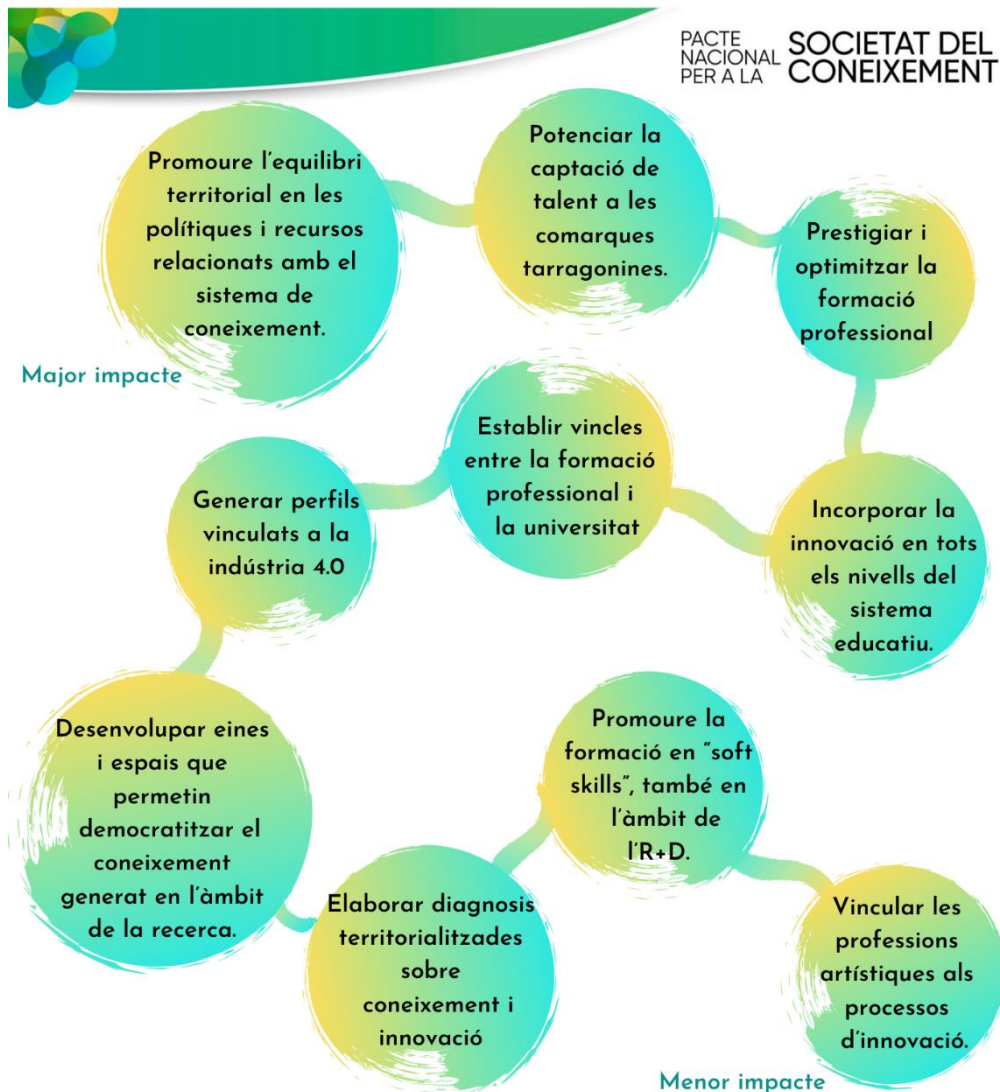 PACTE
NACIONAL
PER A LA
SOCIETAT DEL
CONEIXEMENT
Promoure l'equilibri
territorial en les
polítiques i recursos
relacionats amb el
sistema de
coneixement.
Potenciar la
captació de
talent a les
comarques
tarragonines.
Prestigiar i
optimitzar la
formació
professional
Major impacte
Incorporar la
innovació en tots
els nivells del
sistema
educatiu.
Establir vincles
entre la formació
professional i
la universitat
Generar perfils
vinculats a la
indústria 4.0
Desenvolupar eines
i espais que
permetin
democratitzar el
coneixement
generat en l'àmbit
de la recerca.
Elaborar diagnosis
territorialitzades
sobre
coneixement i
innovació
Promoure la
formació en "soft
skills", també en
l'àmbit de
l'R+D.
Vincular les
professions
artístiques als
processos
d'innovació.
Menor impacte